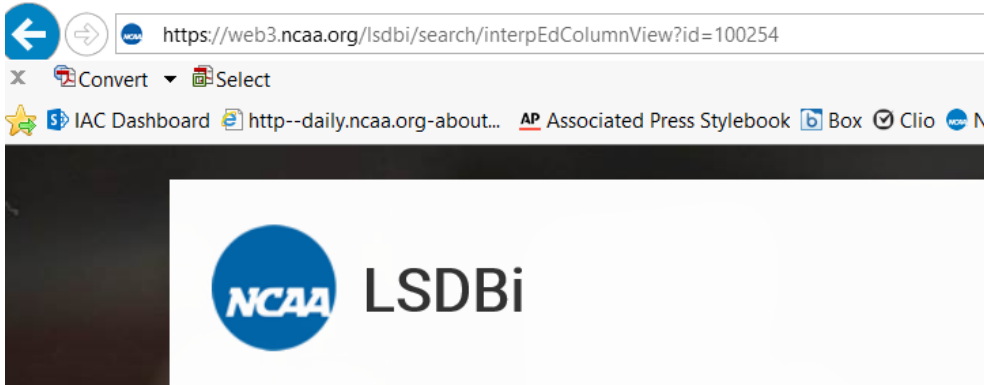 https://web3.ncaa.org/lsdbi/search/interpEdColumnView?id=100254
x Convert Select
IAC Dashboard http--daily.ncaa.org-about... AP Associated Press Stylebook Box Clio N
NCAA LSDBi